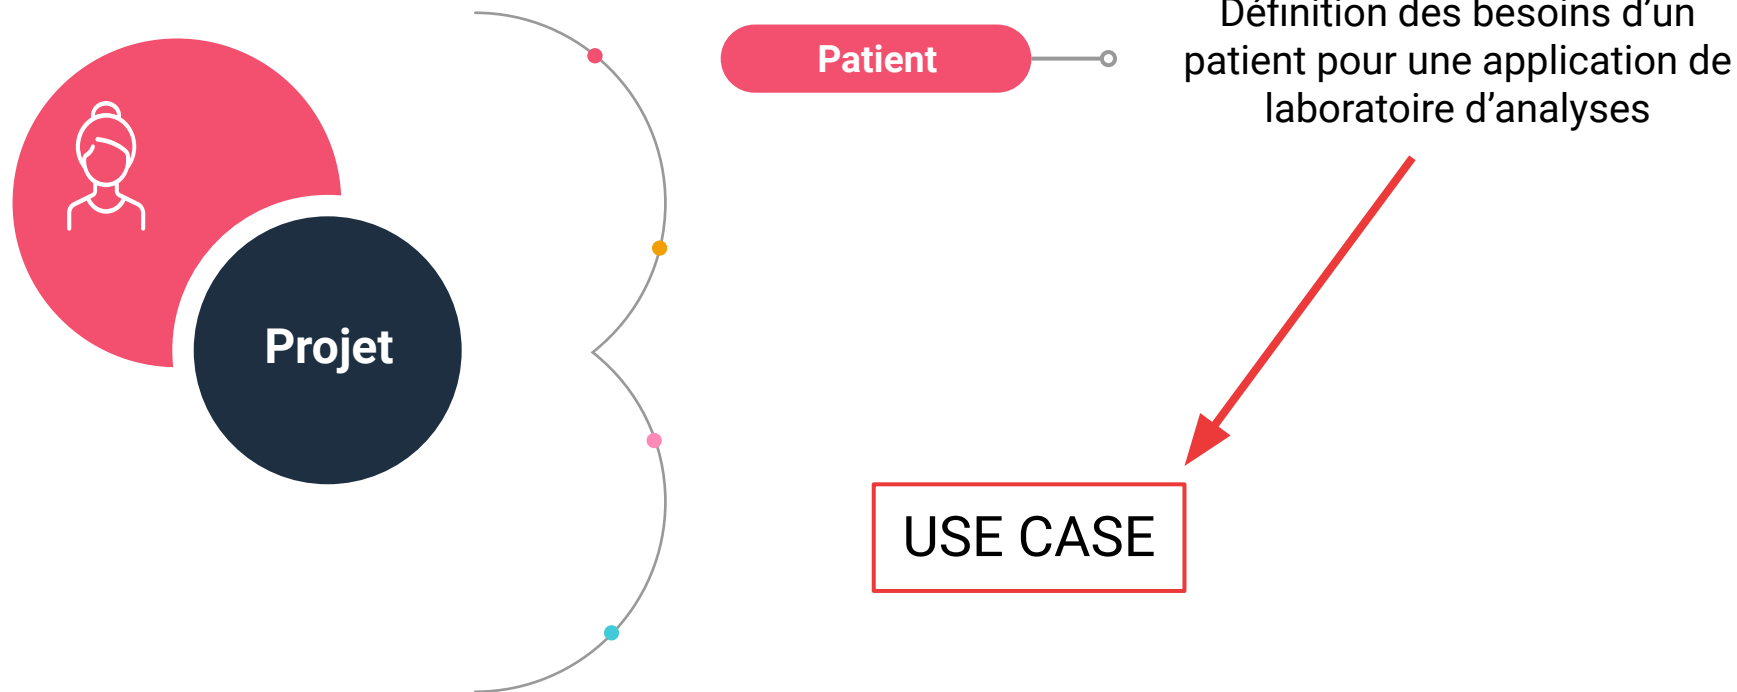 Définition des besoins d’un
Patient
patient pour une application de
laboratoire d’analyses
Projet
USE CASE